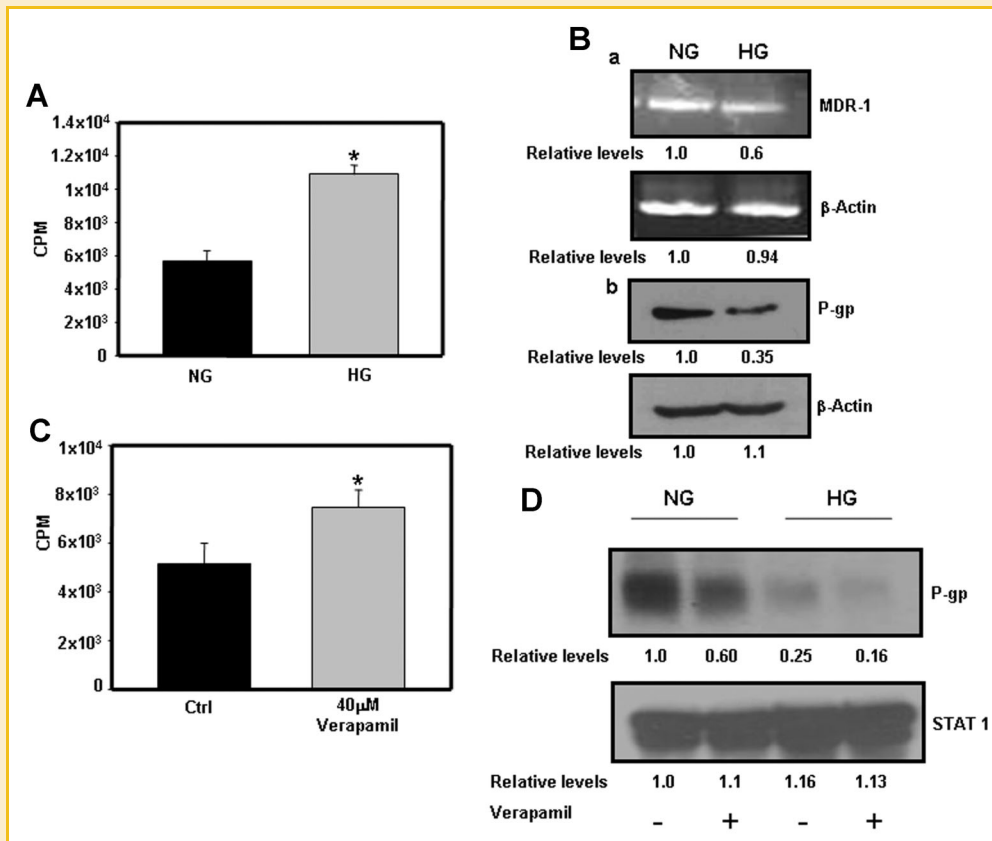 A
1.4x10⁴
1.2x10⁴
1x10⁴
8x10³
6x10³
4x10³
2x10³
0
CPM
*
NG HG
B
a
NG HG
MDR-1
Relative levels 1.0 0.6
β-Actin
Relative levels 1.0 0.94
b
P-gp
Relative levels 1.0 0.35
β-Actin
Relative levels 1.0 1.1
C
1x10⁴
8x10³
6x10³
4x10³
2x10³
0
CPM
*
Ctrl 40μM
Verapamil
D
NG HG
P-gp
Relative levels 1.0 0.60 0.25 0.16
STAT 1
Relative levels 1.0 1.1 1.16 1.13
Verapamil - + - +